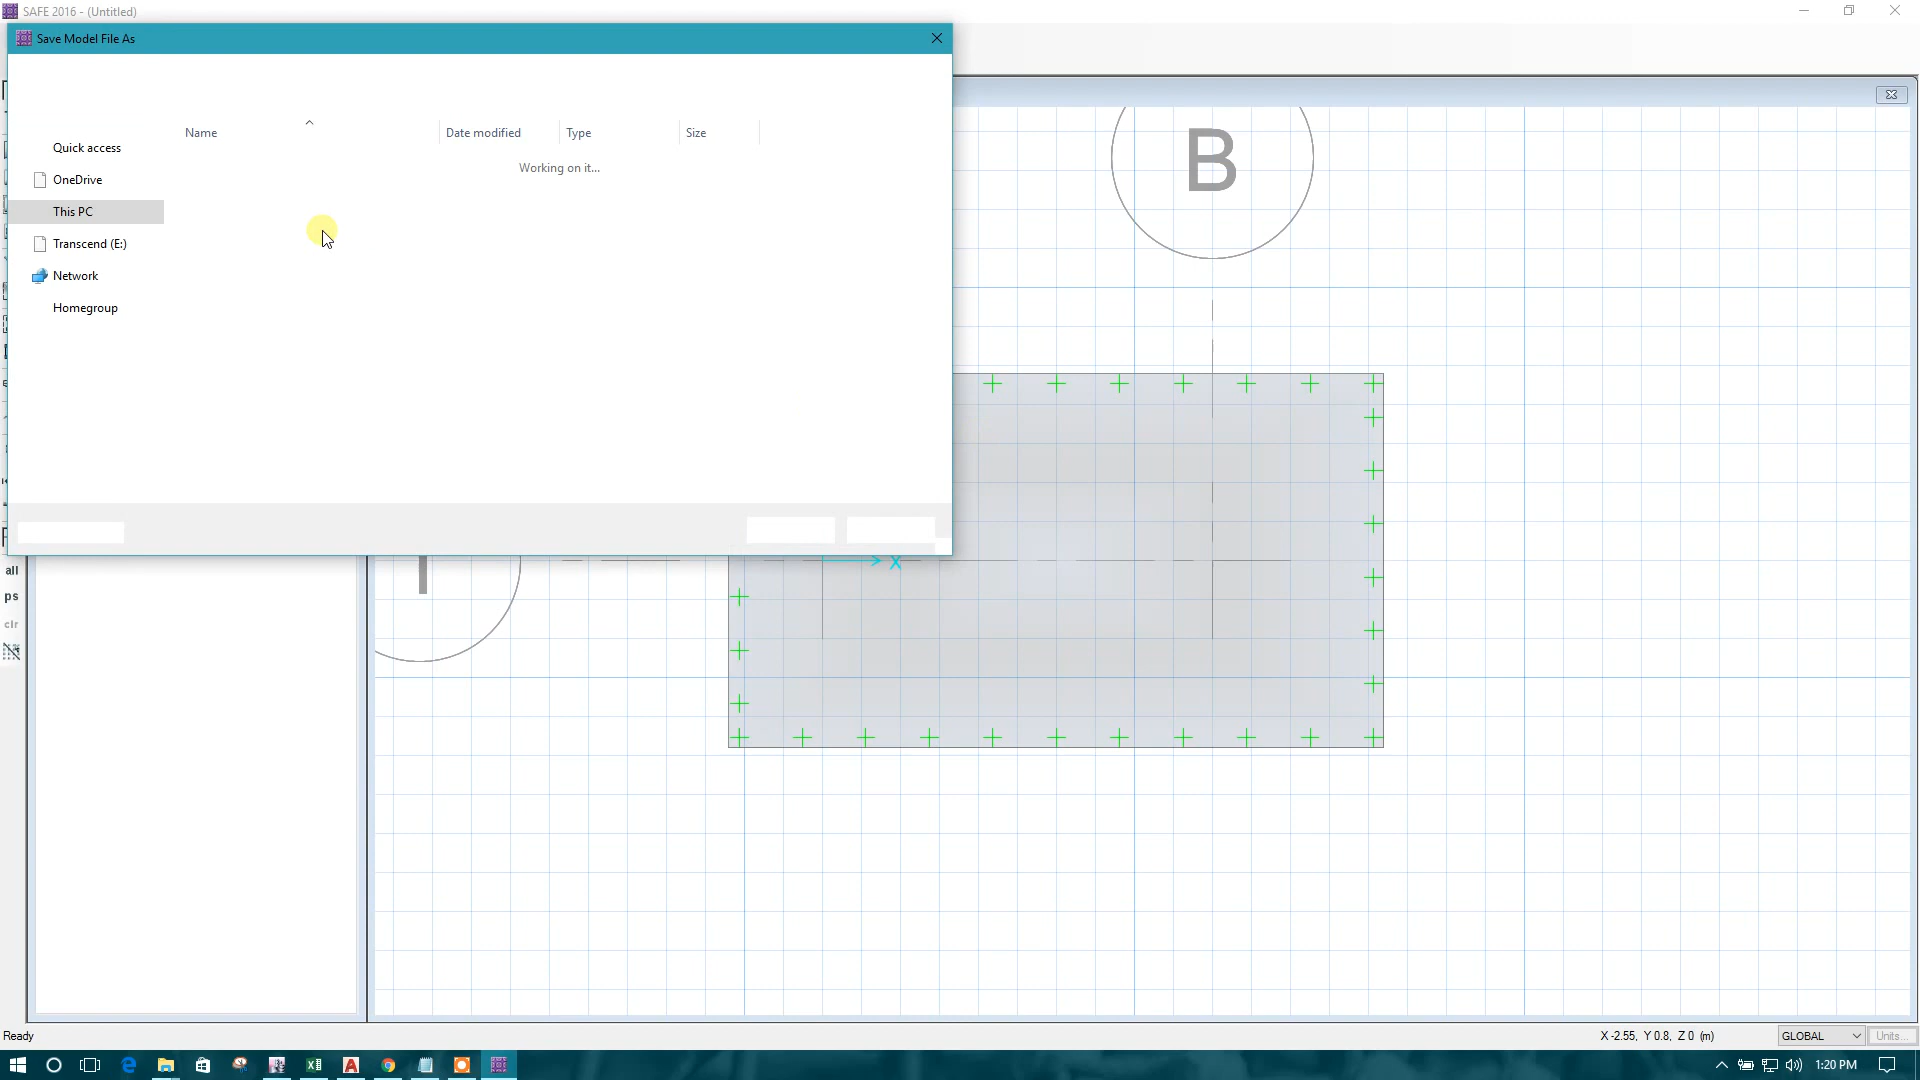 SAFE 2016 - (Untitled)
Save Model File As
Name
Date modified
Type
Size
Quick access
Working on it...
OneDrive
This PC
Transcend (E:)
Network
Homegroup
B
X
all
ps
clr
Ready
X -2.55, Y 0.8, Z 0 (m)
GLOBAL
Units...
1:20 PM